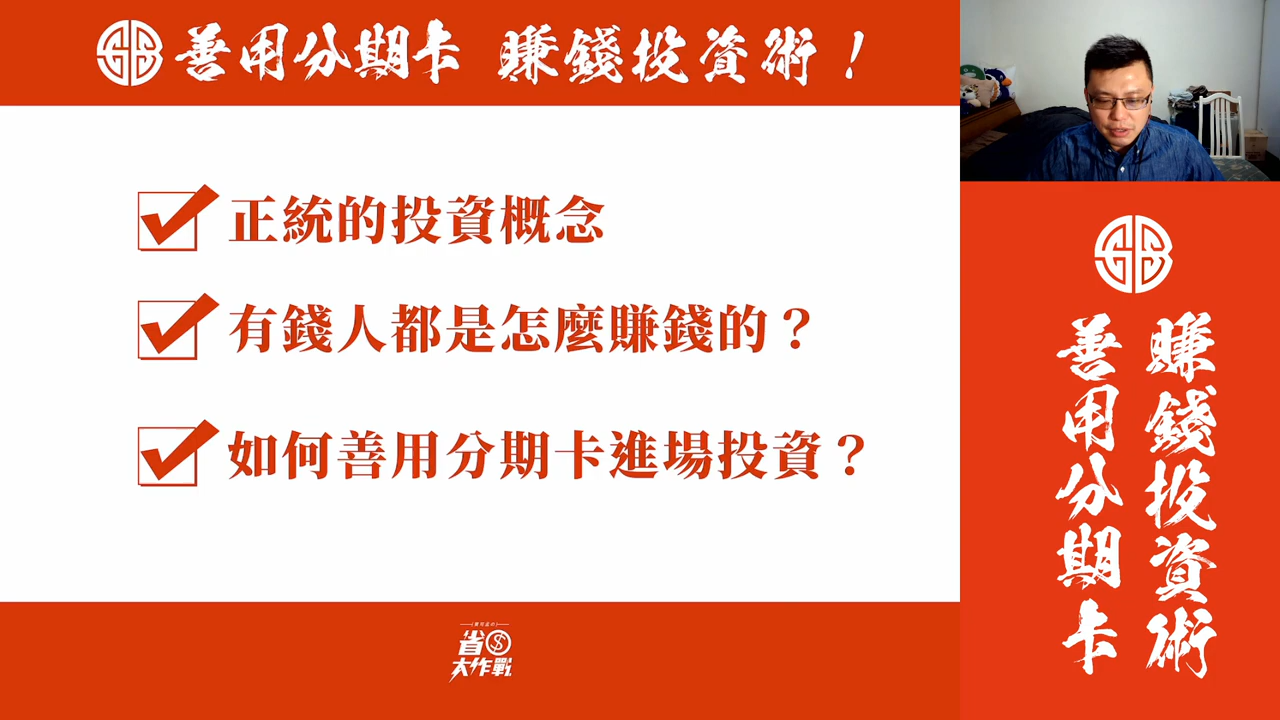 善用分期卡 賺錢投資術！
正統的投資概念
有錢人都是怎麼賺錢的？
如何善用分期卡進場投資？
省$大作戰
賺錢投資術
善用分期卡